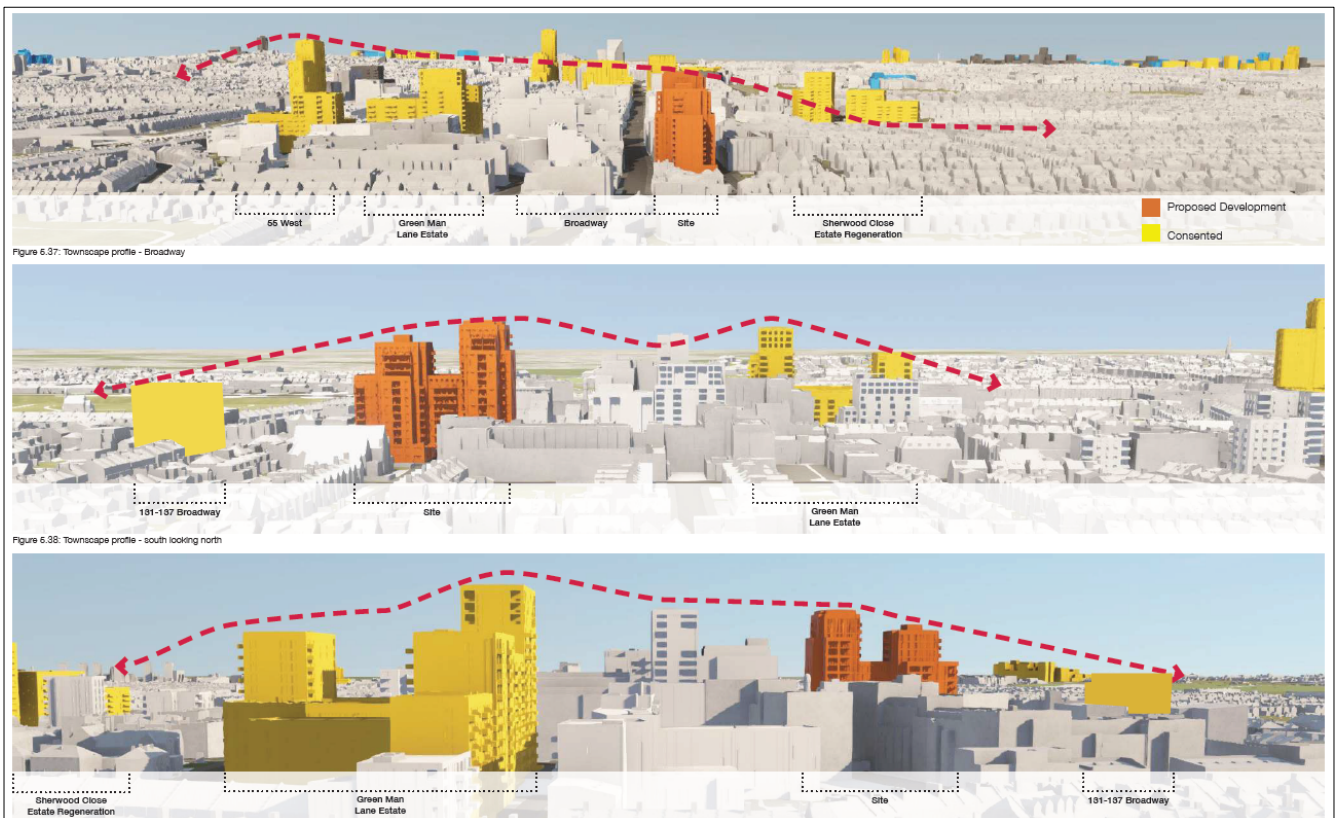 55 West
Green Man
Lane Estate
Broadway
Site
Sherwood Close
Estate Regeneration
Proposed Development
Consented
Figure 6.37: Townscape profile - Broadway
131-137 Broadway
Site
Green Man
Lane Estate
Figure 6.38: Townscape profile - south looking north
Sherwood Close
Estate Regeneration
Green Man
Lane Estate
Site
131-137 Broadway